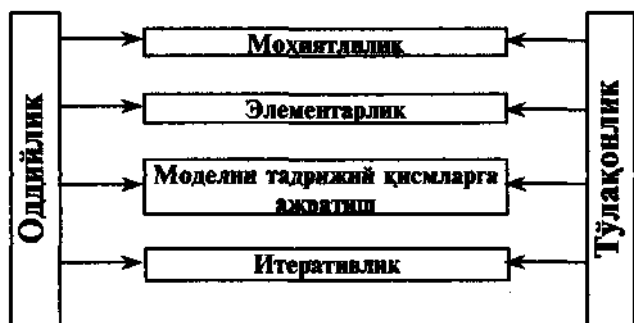 Оддийлик
Моҳиятлилик
Элементарлик
Моделни тадрижий қисмларга
ажратиш
Итеративлик
Тўлақонлик